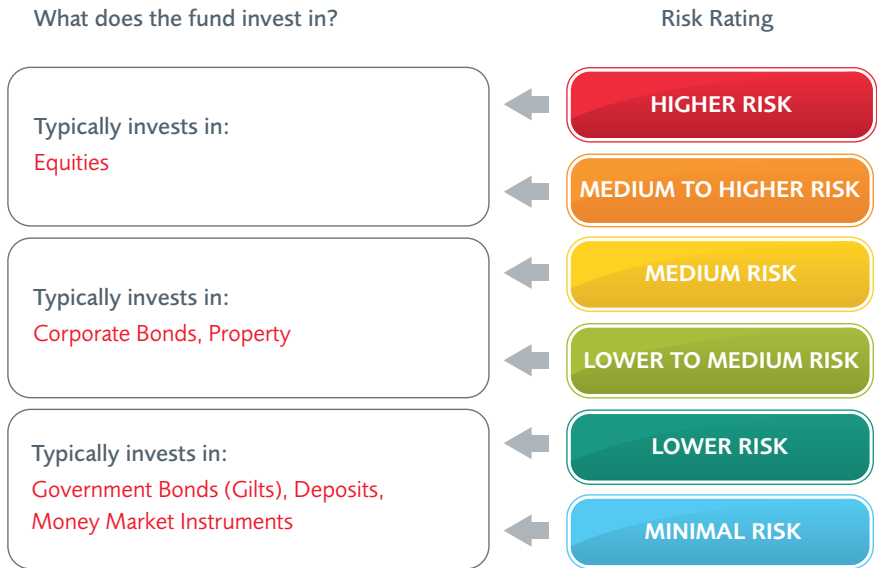 What does the fund invest in?
Risk Rating
Typically invests in:
Equities
HIGHER RISK
MEDIUM TO HIGHER RISK
Typically invests in:
Corporate Bonds, Property
MEDIUM RISK
LOWER TO MEDIUM RISK
Typically invests in:
Government Bonds (Gilts), Deposits,
Money Market Instruments
LOWER RISK
MINIMAL RISK